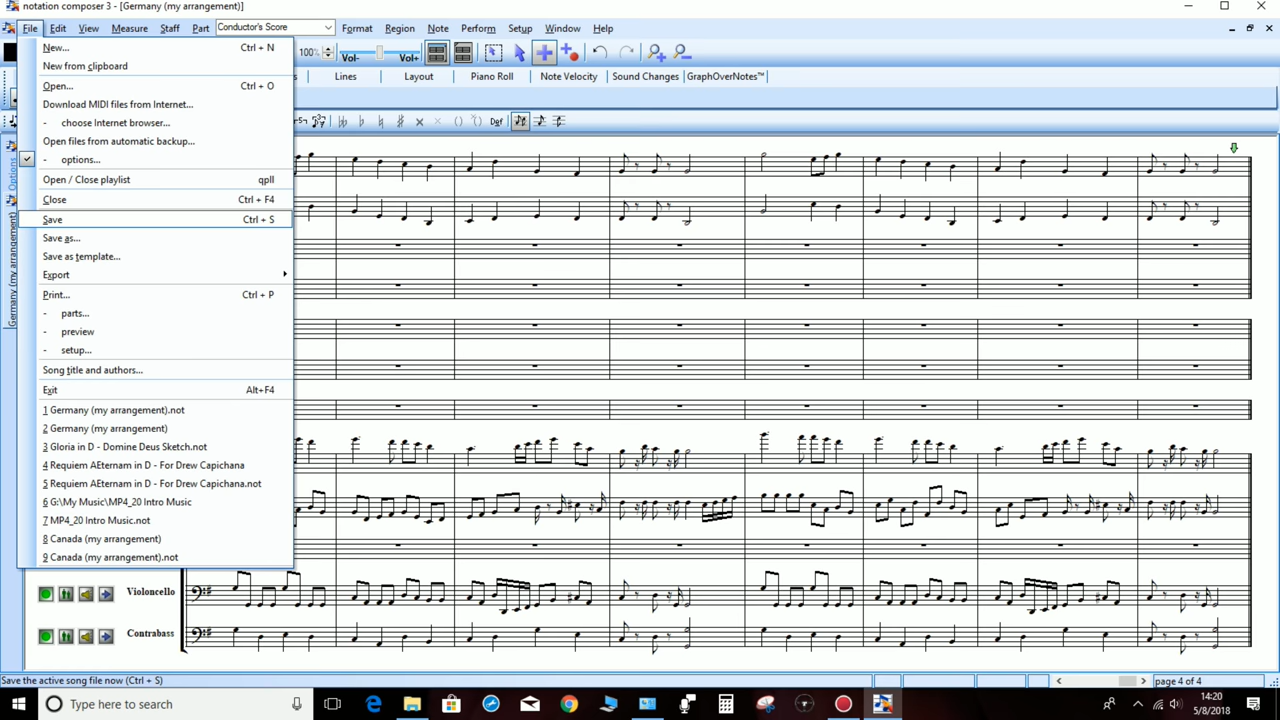 notation composer 3 - [Germany (my arrangement)]
File Edit View Measure Staff Part Conductor's Score Format Region Note Perform Setup Window Help
100% Vol- Vol+
Lines Layout Piano Roll Note Velocity Sound Changes GraphOverNotes™
Def
New... Ctrl + N
New from clipboard
Open... Ctrl + O
Download MIDI files from Internet...
- choose Internet browser...
Open files from automatic backup...
- options...
Open / Close playlist qpll
Close Ctrl + F4
Save Ctrl + S
Save as...
Save as template...
Export
Print... Ctrl + P
- parts...
- preview
- setup...
Song title and authors...
Exit Alt+F4
1 Germany (my arrangement).not
2 Germany (my arrangement)
3 Gloria in D - Domine Deus Sketch.not
4 Requiem AEternam in D - For Drew Capichana
5 Requiem AEternam in D - For Drew Capichana.not
6 G:\My Music\MP4_20 Intro Music
7 MP4_20 Intro Music.not
8 Canada (my arrangement)
9 Canada (my arrangement).not
Options
Germany (my arrangement)
Violoncello
Contrabass
Save the active song file now (Ctrl + S)
page 4 of 4
Type here to search
14:20
5/8/2018